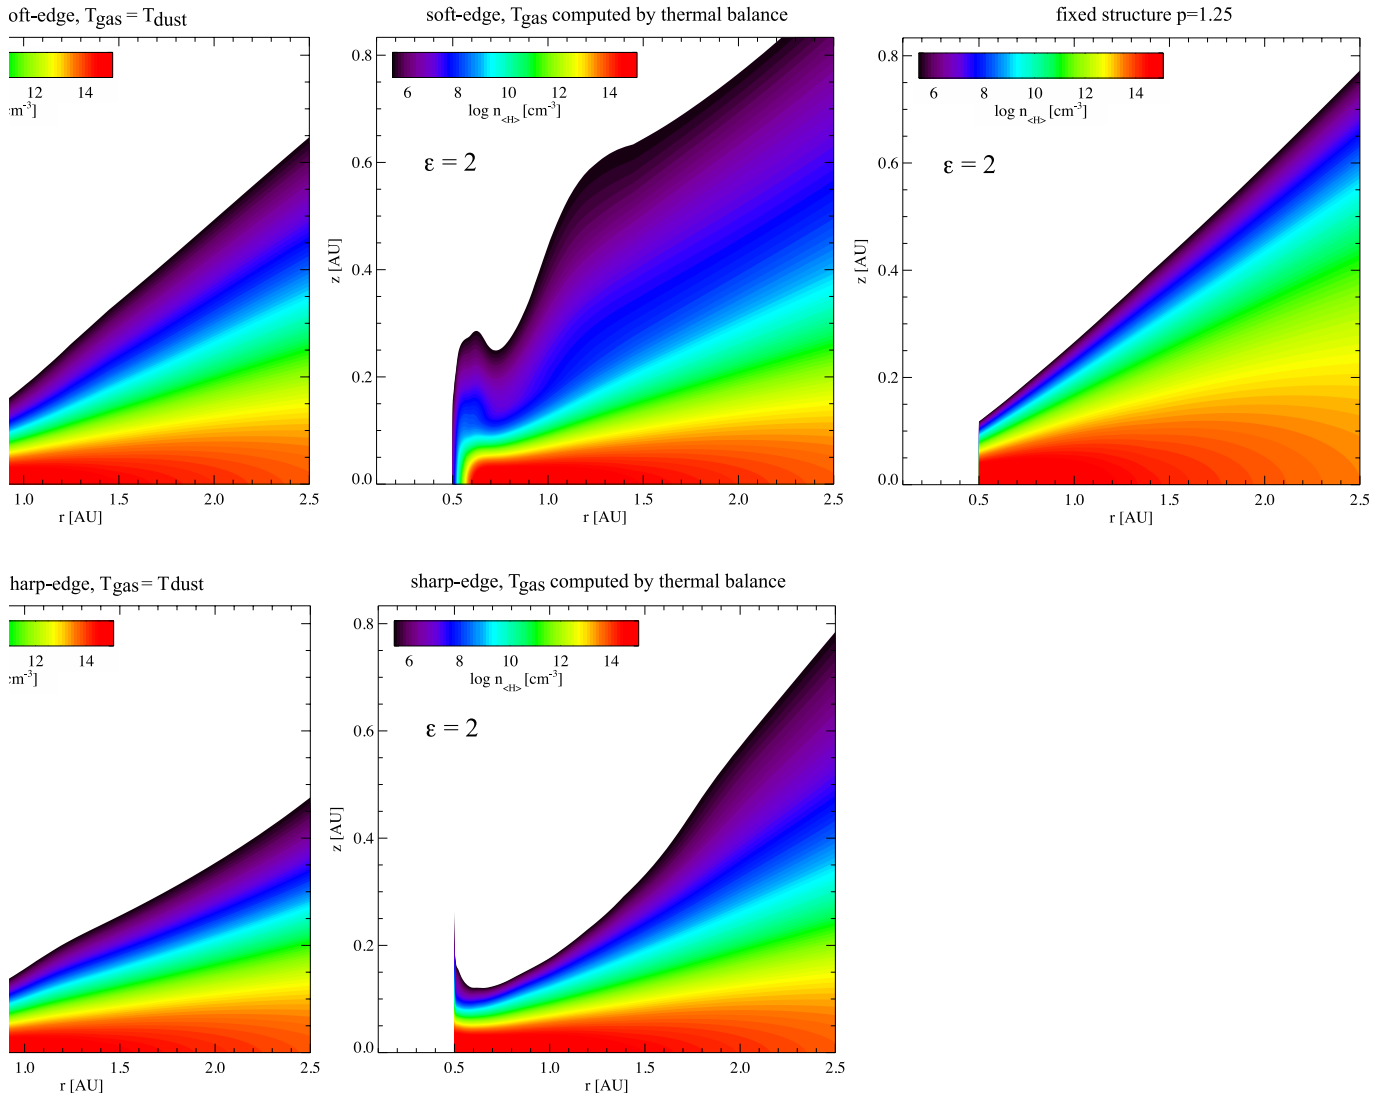 oft-edge, Tgas = Tdust
12 14
cm-3]
1.0 1.5 2.0 2.5
r [AU]
soft-edge, Tgas computed by thermal balance
0.8
6 8 10 12 14
log n<H> [cm-3]
ε = 2
0.6
0.4
z [AU]
0.2
0.0
0.5 1.0 1.5 2.0 2.5
r [AU]
fixed structure p=1.25
0.8
6 8 10 12 14
log n<H> [cm-3]
ε = 2
0.6
0.4
z [AU]
0.2
0.0
0.5 1.0 1.5 2.0 2.5
r [AU]
harp-edge, Tgas = Tdust
12 14
cm-3]
1.0 1.5 2.0 2.5
r [AU]
sharp-edge, Tgas computed by thermal balance
0.8
6 8 10 12 14
log n<H> [cm-3]
ε = 2
0.6
0.4
z [AU]
0.2
0.0
0.5 1.0 1.5 2.0 2.5
r [AU]